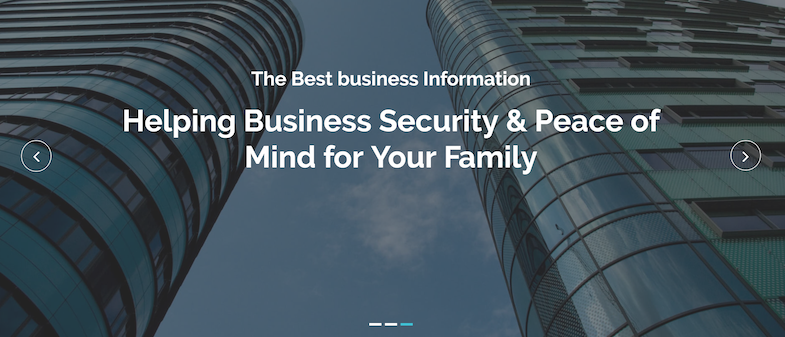 The Best business Information
Helping Business Security & Peace of
Mind for Your Family